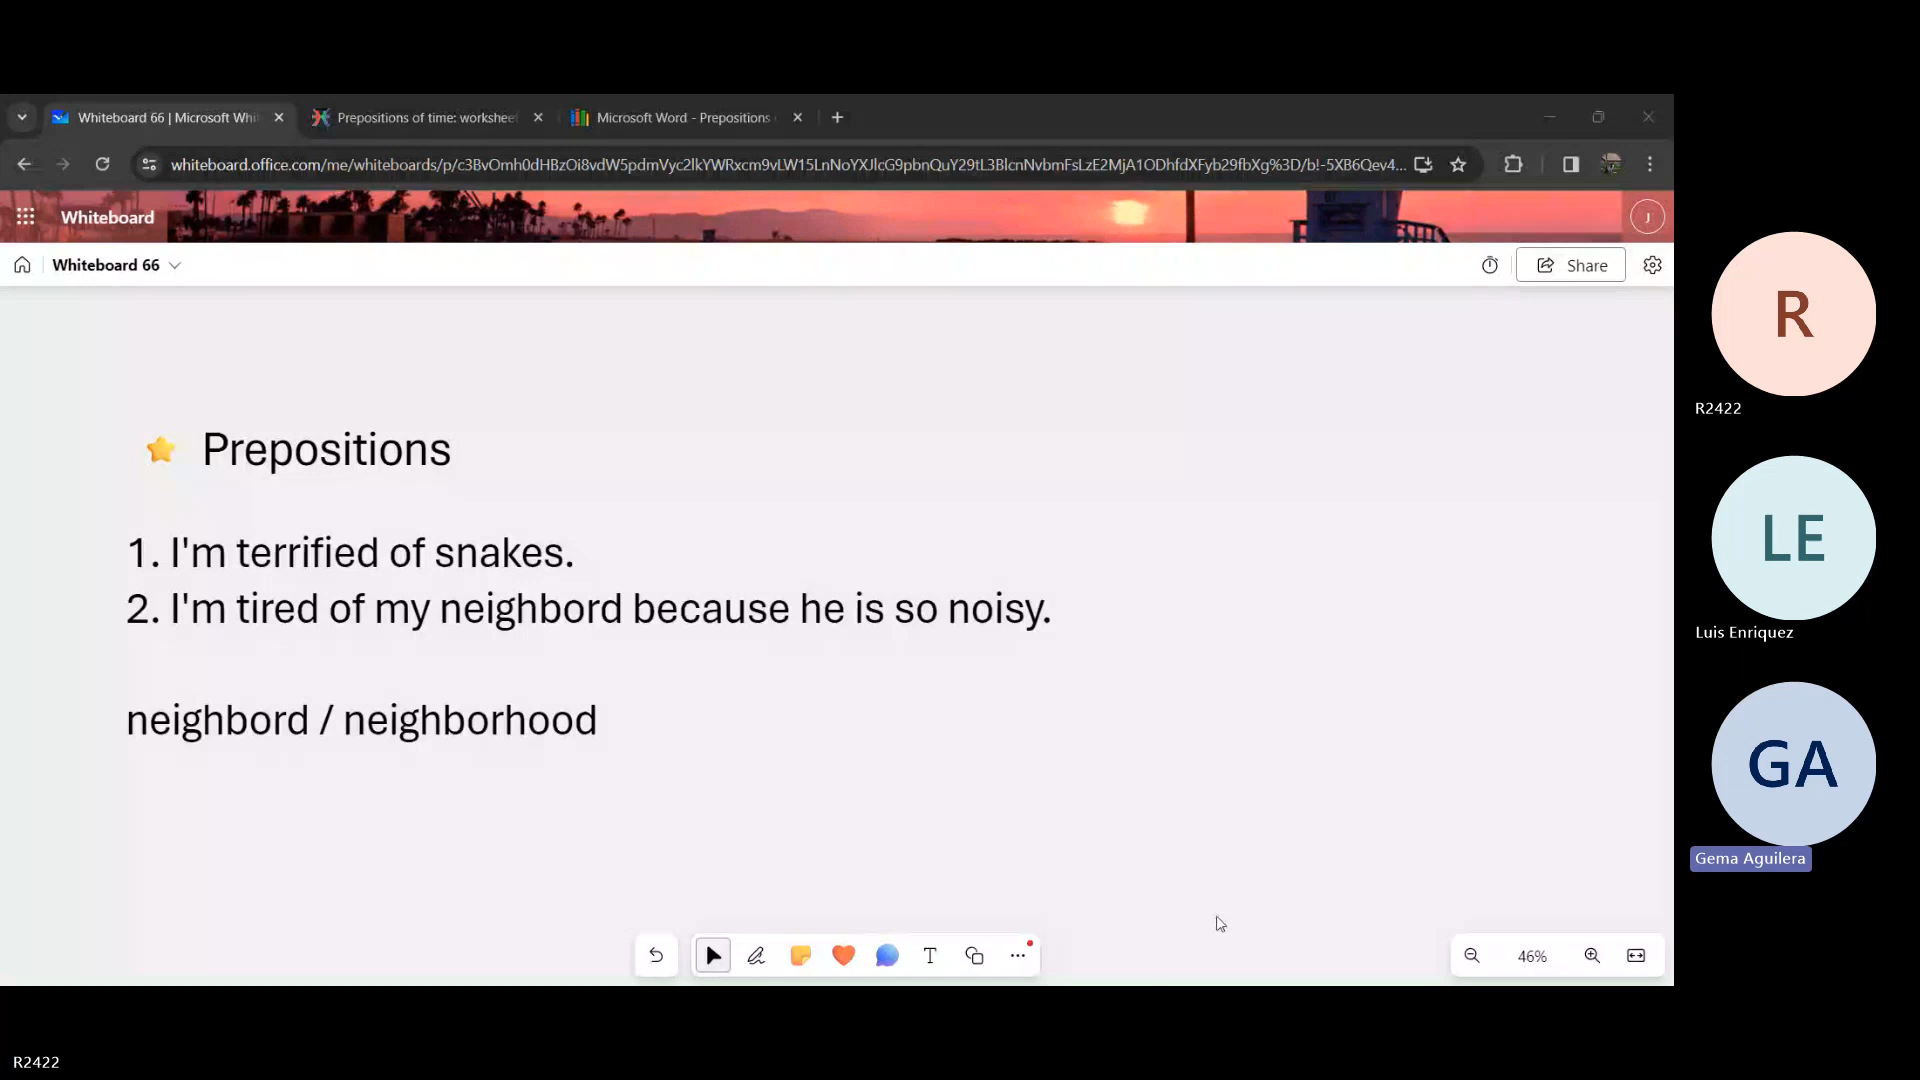 Whiteboard 66 | Microsoft Whi
Prepositions of time: worksheet
Microsoft Word - Prepositions
whiteboard.office.com/me/whiteboards/p/c3BvOmh0dHBzOi8vdW5pdmVyc2lkYWRxcm9vLW15LnNoYXJlcG9pbnQuY29tL3BlcnNvbmFsLzE2MjA1ODhfdXFyb29fbXg%3D/b!-5XB6Qev4...
Whiteboard
J
Whiteboard 66
Share
R
R2422
Prepositions
1. I'm terrified of snakes.
2. I'm tired of my neighbord because he is so noisy.
neighbord / neighborhood
LE
Luis Enriquez
GA
Gema Aguilera
T
46%
R2422